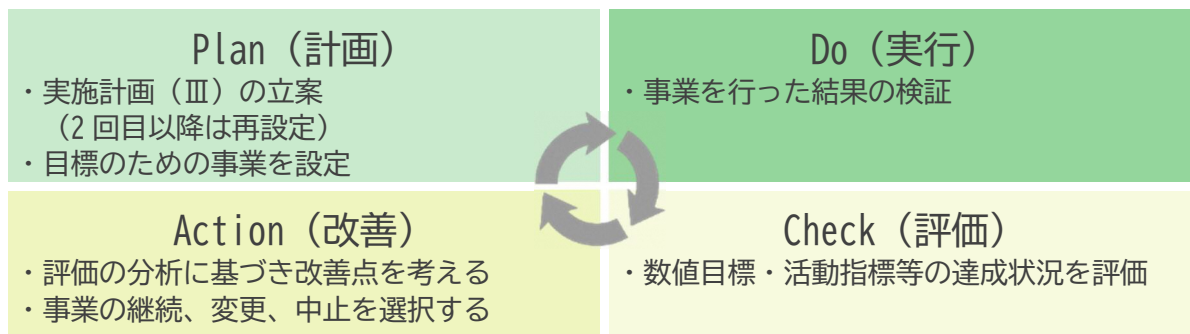 Plan（計画）
・実施計画（Ⅲ）の立案
（2回目以降は再設定）
・目標のための事業を設定
Do（実行）
・事業を行った結果の検証
Action（改善）
・評価の分析に基づき改善点を考える
・事業の継続、変更、中止を選択する
Check（評価）
・数値目標・活動指標等の達成状況を評価